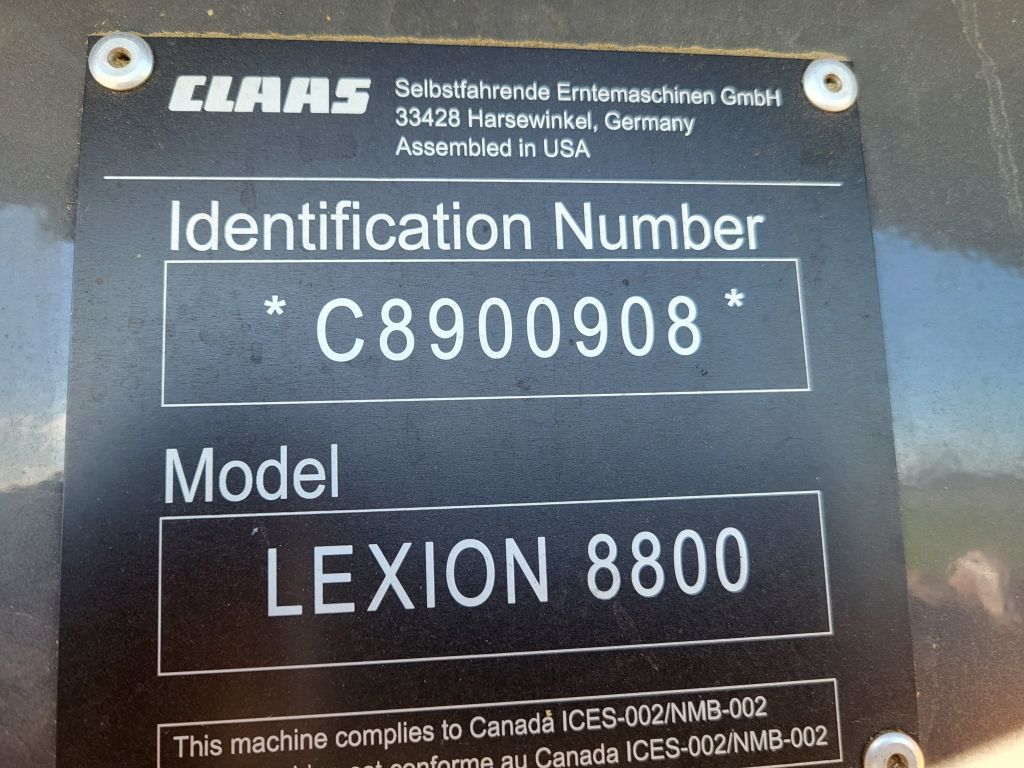 CLAAS
Selbstfahrende Erntemaschinen GmbH
33428 Harsewinkel, Germany
Assembled in USA
Identification Number
* C8900908 *
Model
LEXION 8800
This machine complies to Canada ICES-002/NMB-002
conforme au Canada ICES-002/NMB-002